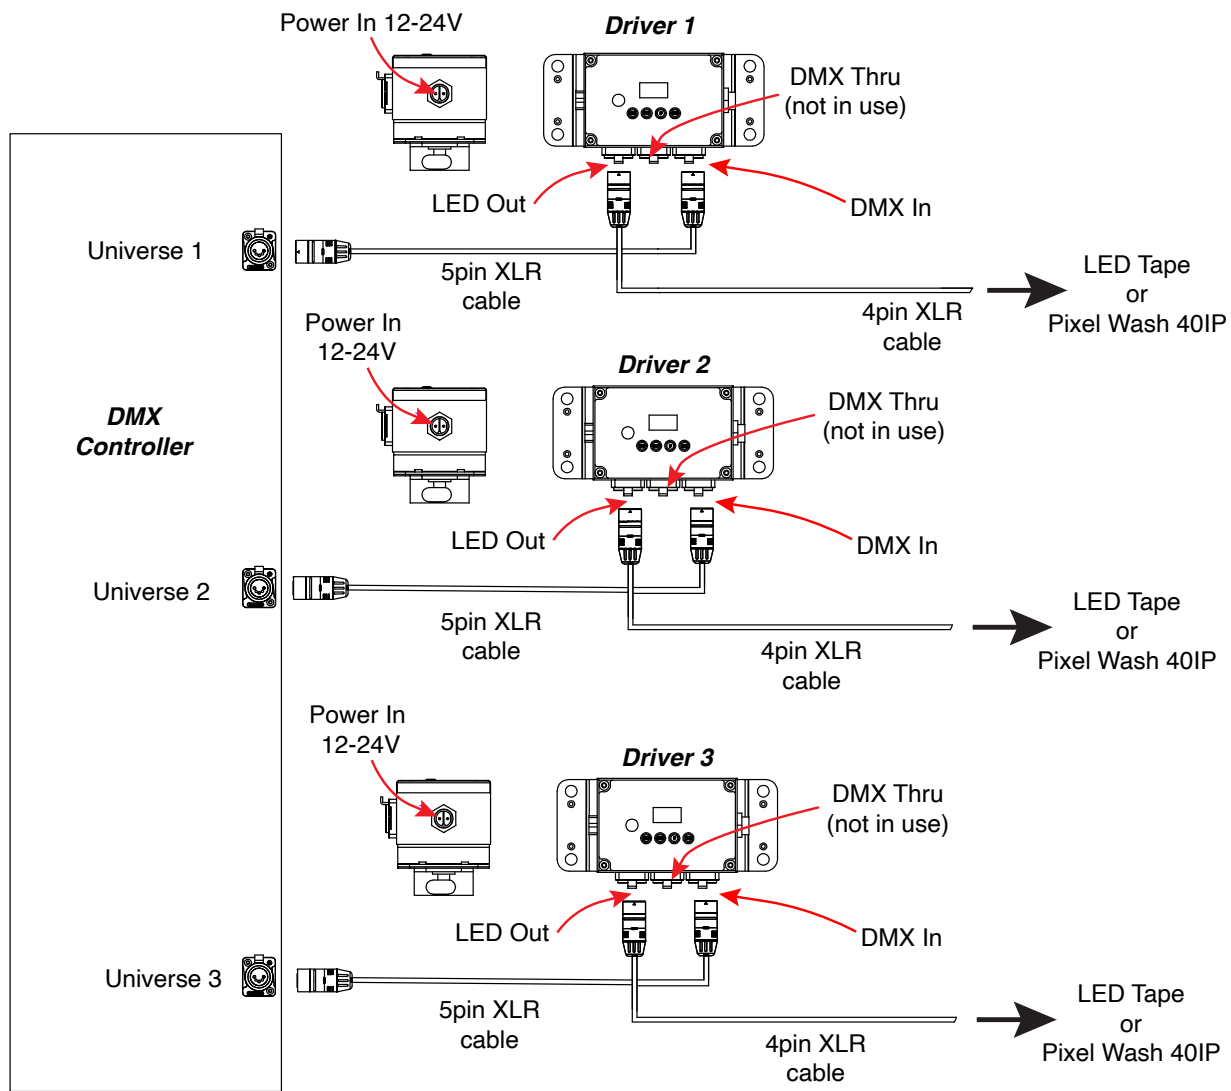 Power In 12-24V
Driver 1
DMX Thru
(not in use)
LED Out
DMX In
Universe 1
5pin XLR
cable
4pin XLR
cable
LED Tape
or
Pixel Wash 40IP
DMX
Controller
Power In
12-24V
Driver 2
DMX Thru
(not in use)
LED Out
DMX In
Universe 2
5pin XLR
cable
4pin XLR
cable
LED Tape
or
Pixel Wash 40IP
Power In
12-24V
Driver 3
DMX Thru
(not in use)
LED Out
DMX In
Universe 3
5pin XLR
cable
4pin XLR
cable
LED Tape
or
Pixel Wash 40IP